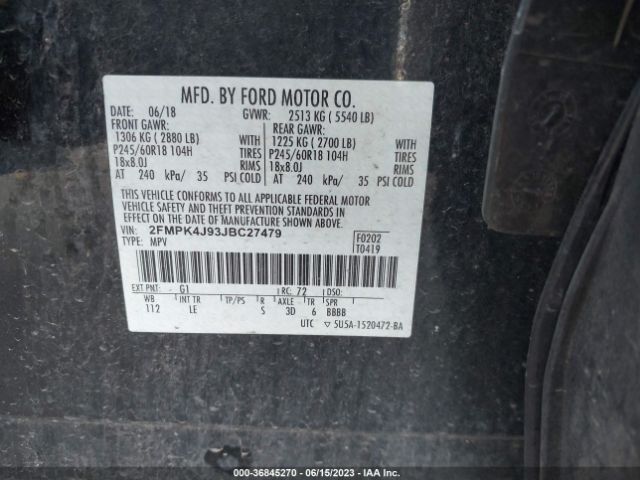 MFD. BY FORD MOTOR CO.
DATE: 06/18 GVWR: 2513 KG ( 5540 LB)
FRONT GAWR: REAR GAWR:
1306 KG ( 2880 LB) WITH 1225 KG ( 2700 LB) WITH
P245/60R18 104H TIRES P245/60R18 104H TIRES
18x8.0J RIMS 18x8.0J RIMS
AT 240 kPa/ 35 PSI COLD AT 240 kPa/ 35 PSI COLD
THIS VEHICLE CONFORMS TO ALL APPLICABLE FEDERAL MOTOR
VEHICLE SAFETY AND THEFT PREVENTION STANDARDS IN
EFFECT ON THE DATE OF MANUFACTURE SHOWN ABOVE.
VIN: 2FMPK4J93JBC27479 F0202
TYPE: MPV T0419
EXT PNT: G1 RC: 72 DSO:
WB INT TR TP/PS R AXLE TR SPR
112 LE S 3D 6 BBBB
UTC ▽ 5U5A-1520472-BA
000-36845270 - 06/15/2023 - IAA Inc.